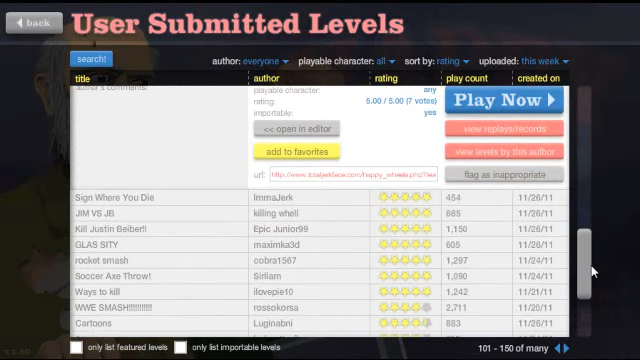 back
User Submitted Levels
search!
author: everyone playable character: all sort by: rating uploaded: this week
title author rating play count created on
author's comments:
playable character: any
rating: 5.00 / 5.00 (7 votes)
importable: yes
Play Now
<< open in editor
view replays/records
add to favorites
view levels by this author
url: http://www.totaljerkface.com/happy_wheels.php?lev
flag as inappropriate
Sign Where You Die ImmaJerk 454 11/26/11
JIM VS JB killing whell 665 11/26/11
Kill Justin Beiber!! Epic Junior99 1,150 11/26/11
GLAS SITY maximka3d 605 11/26/11
rocket smash cobra1567 1,297 11/24/11
Soccer Axe Throw! Sirliam 1,090 11/24/11
Ways to kill ilovepie10 1,242 11/21/11
WWE SMASH!!!!!!!!!!! rossokorsa 2,711 11/20/11
Cartoons Luginabni 883 11/26/11
only list featured levels only list importable levels
101 - 150 of many